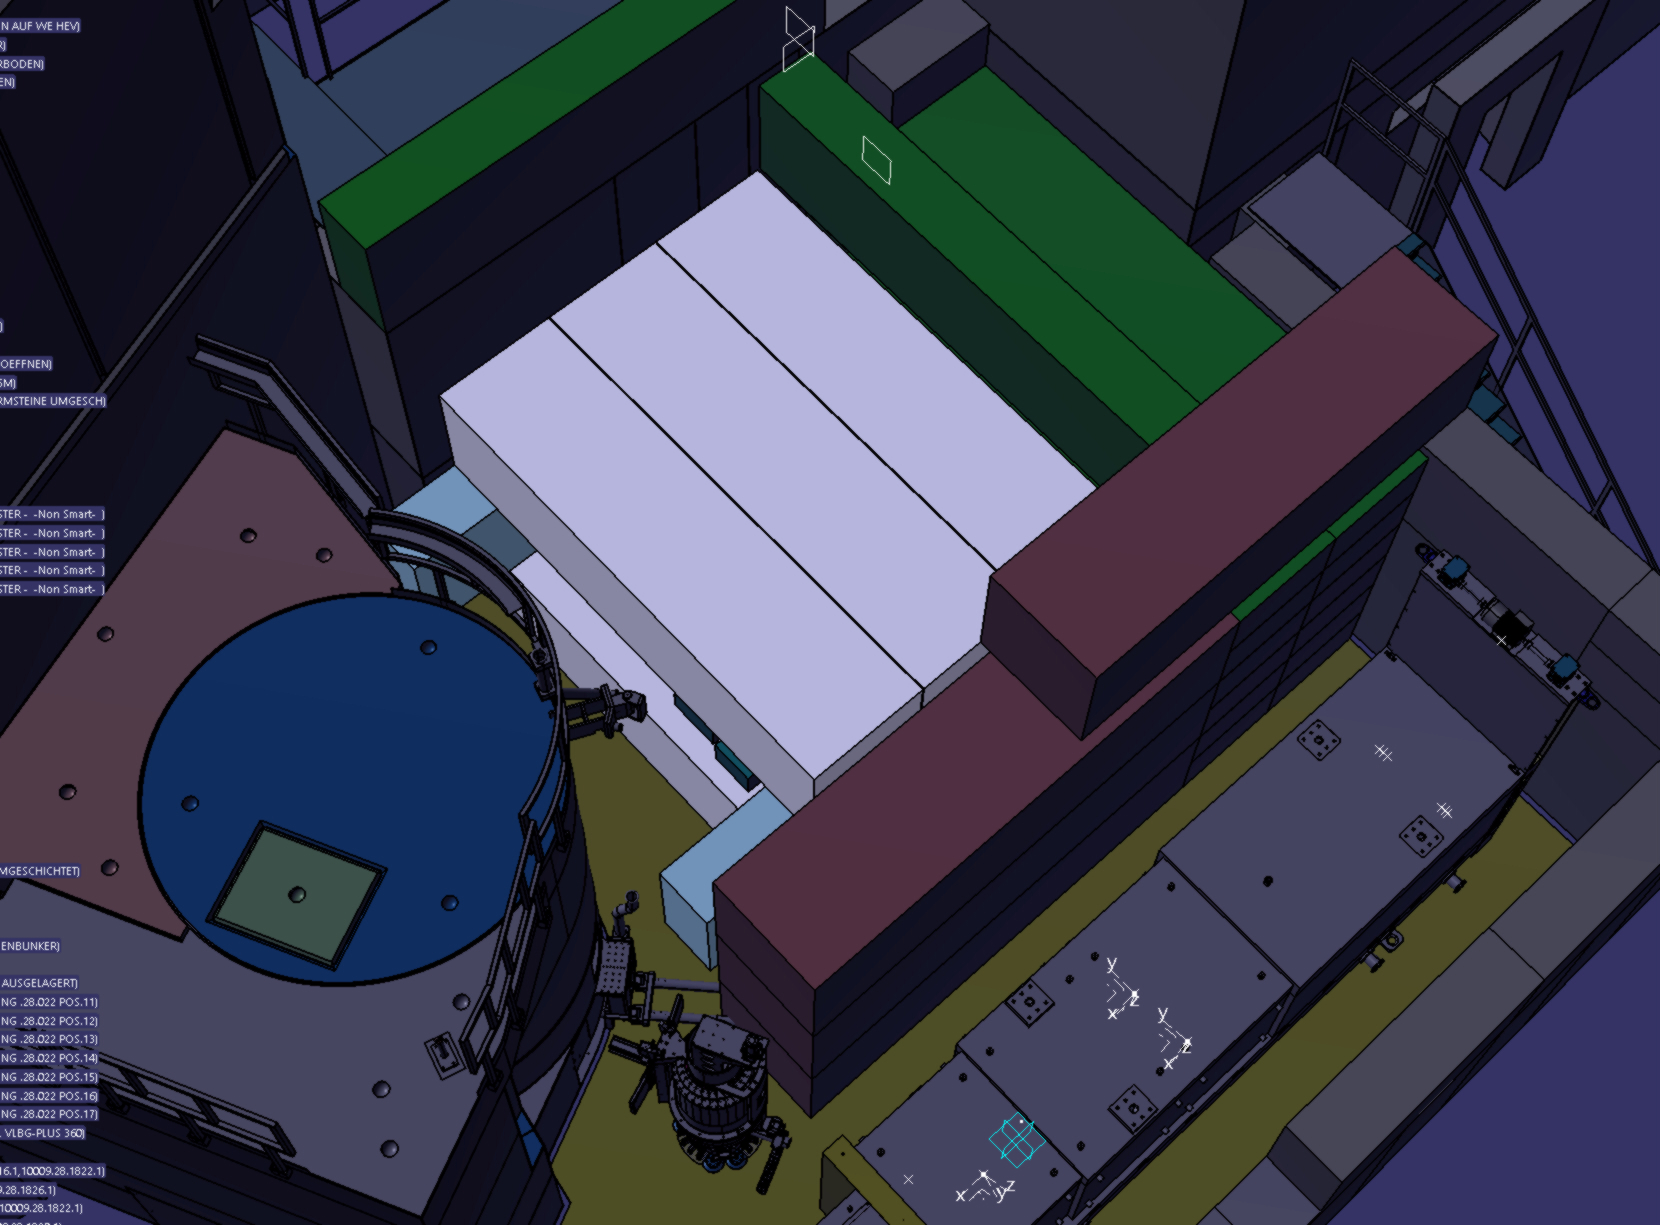 N AUF WE HEV)
R)
RBODEN)
EN)
)
OEFFNEN)
SM)
RMSTEINE UMGESCH)
STER - -Non Smart- )
STER - -Non Smart- )
STER - -Non Smart- )
STER - -Non Smart- )
STER - -Non Smart- )
MGESCHICHTET)
ENBUNKER)
AUSGELAGERT)
NG .28.022 POS.11)
NG .28.022 POS.12)
NG .28.022 POS.13)
NG .28.022 POS.14)
NG .28.022 POS.15)
NG .28.022 POS.16)
NG .28.022 POS.17)
. VLBG-PLUS 360)
16.1,10009.28.1822.1)
9.28.1826.1)
10009.28.1822.1)
y
z
x
y
z
x
x
y
z